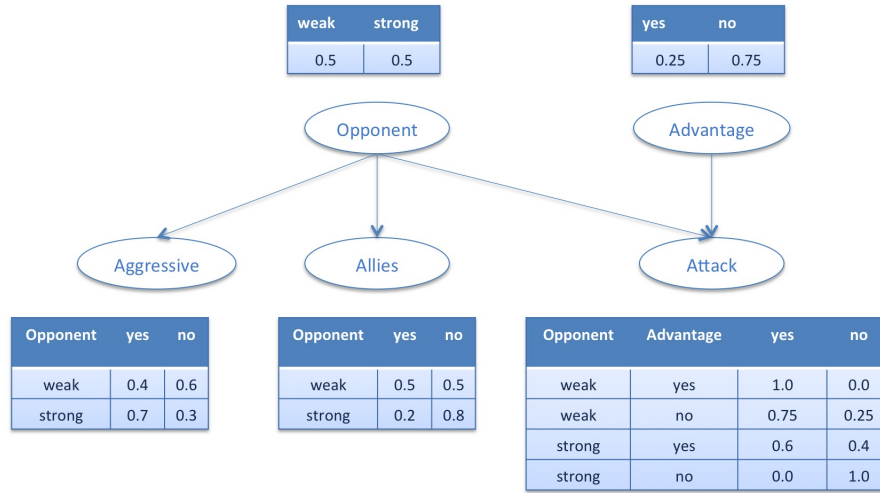 weak strong
0.5 0.5
yes no
0.25 0.75
Opponent
Advantage
Aggressive
Allies
Attack
Opponent yes no
weak 0.4 0.6
strong 0.7 0.3
Opponent yes no
weak 0.5 0.5
strong 0.2 0.8
Opponent Advantage yes no
weak yes 1.0 0.0
weak no 0.75 0.25
strong yes 0.6 0.4
strong no 0.0 1.0